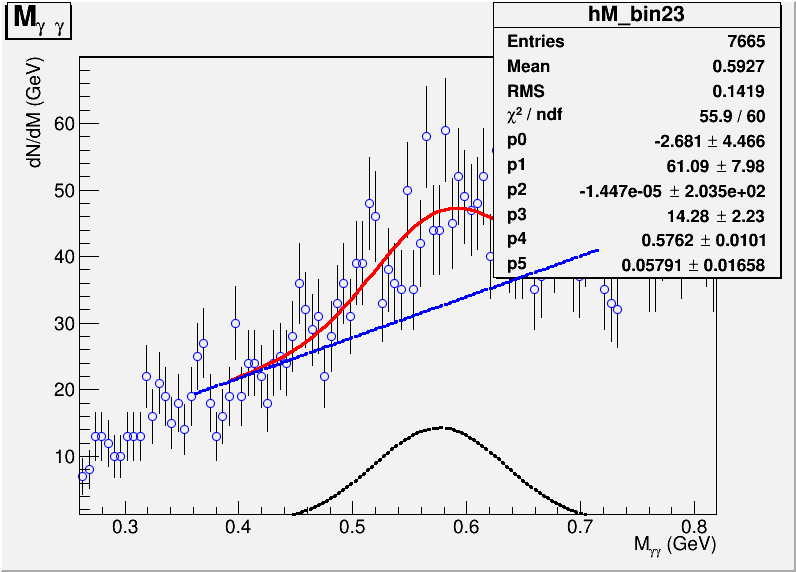 M γ γ
hM_bin23
Entries 7665
Mean 0.5927
RMS 0.1419
χ² / ndf 55.9 / 60
p0 -2.681 ± 4.466
p1 61.09 ± 7.98
p2 -1.447e-05 ± 2.035e+02
p3 14.28 ± 2.23
p4 0.5762 ± 0.0101
p5 0.05791 ± 0.01658
dN/dM (GeV)
60
50
40
30
20
10
0.3 0.4 0.5 0.6 0.7 0.8
Mγγ (GeV)